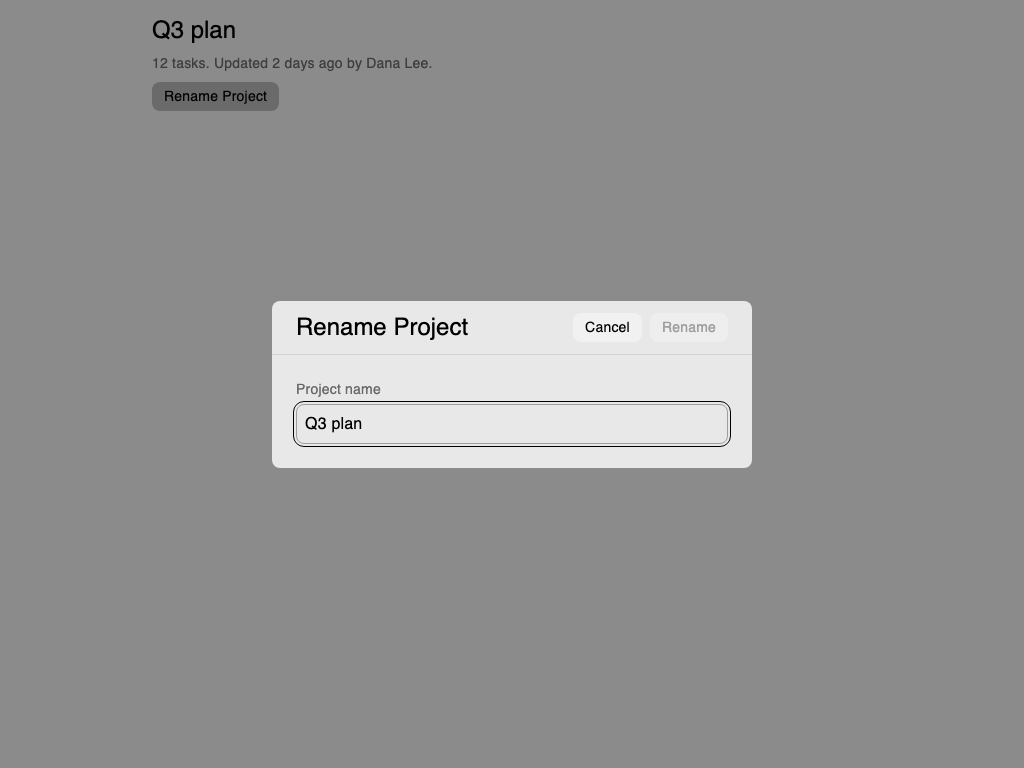 Q3 plan
12 tasks. Updated 2 days ago by Dana Lee.
Rename Project
Rename Project
Cancel
Rename
Project name
Q3 plan